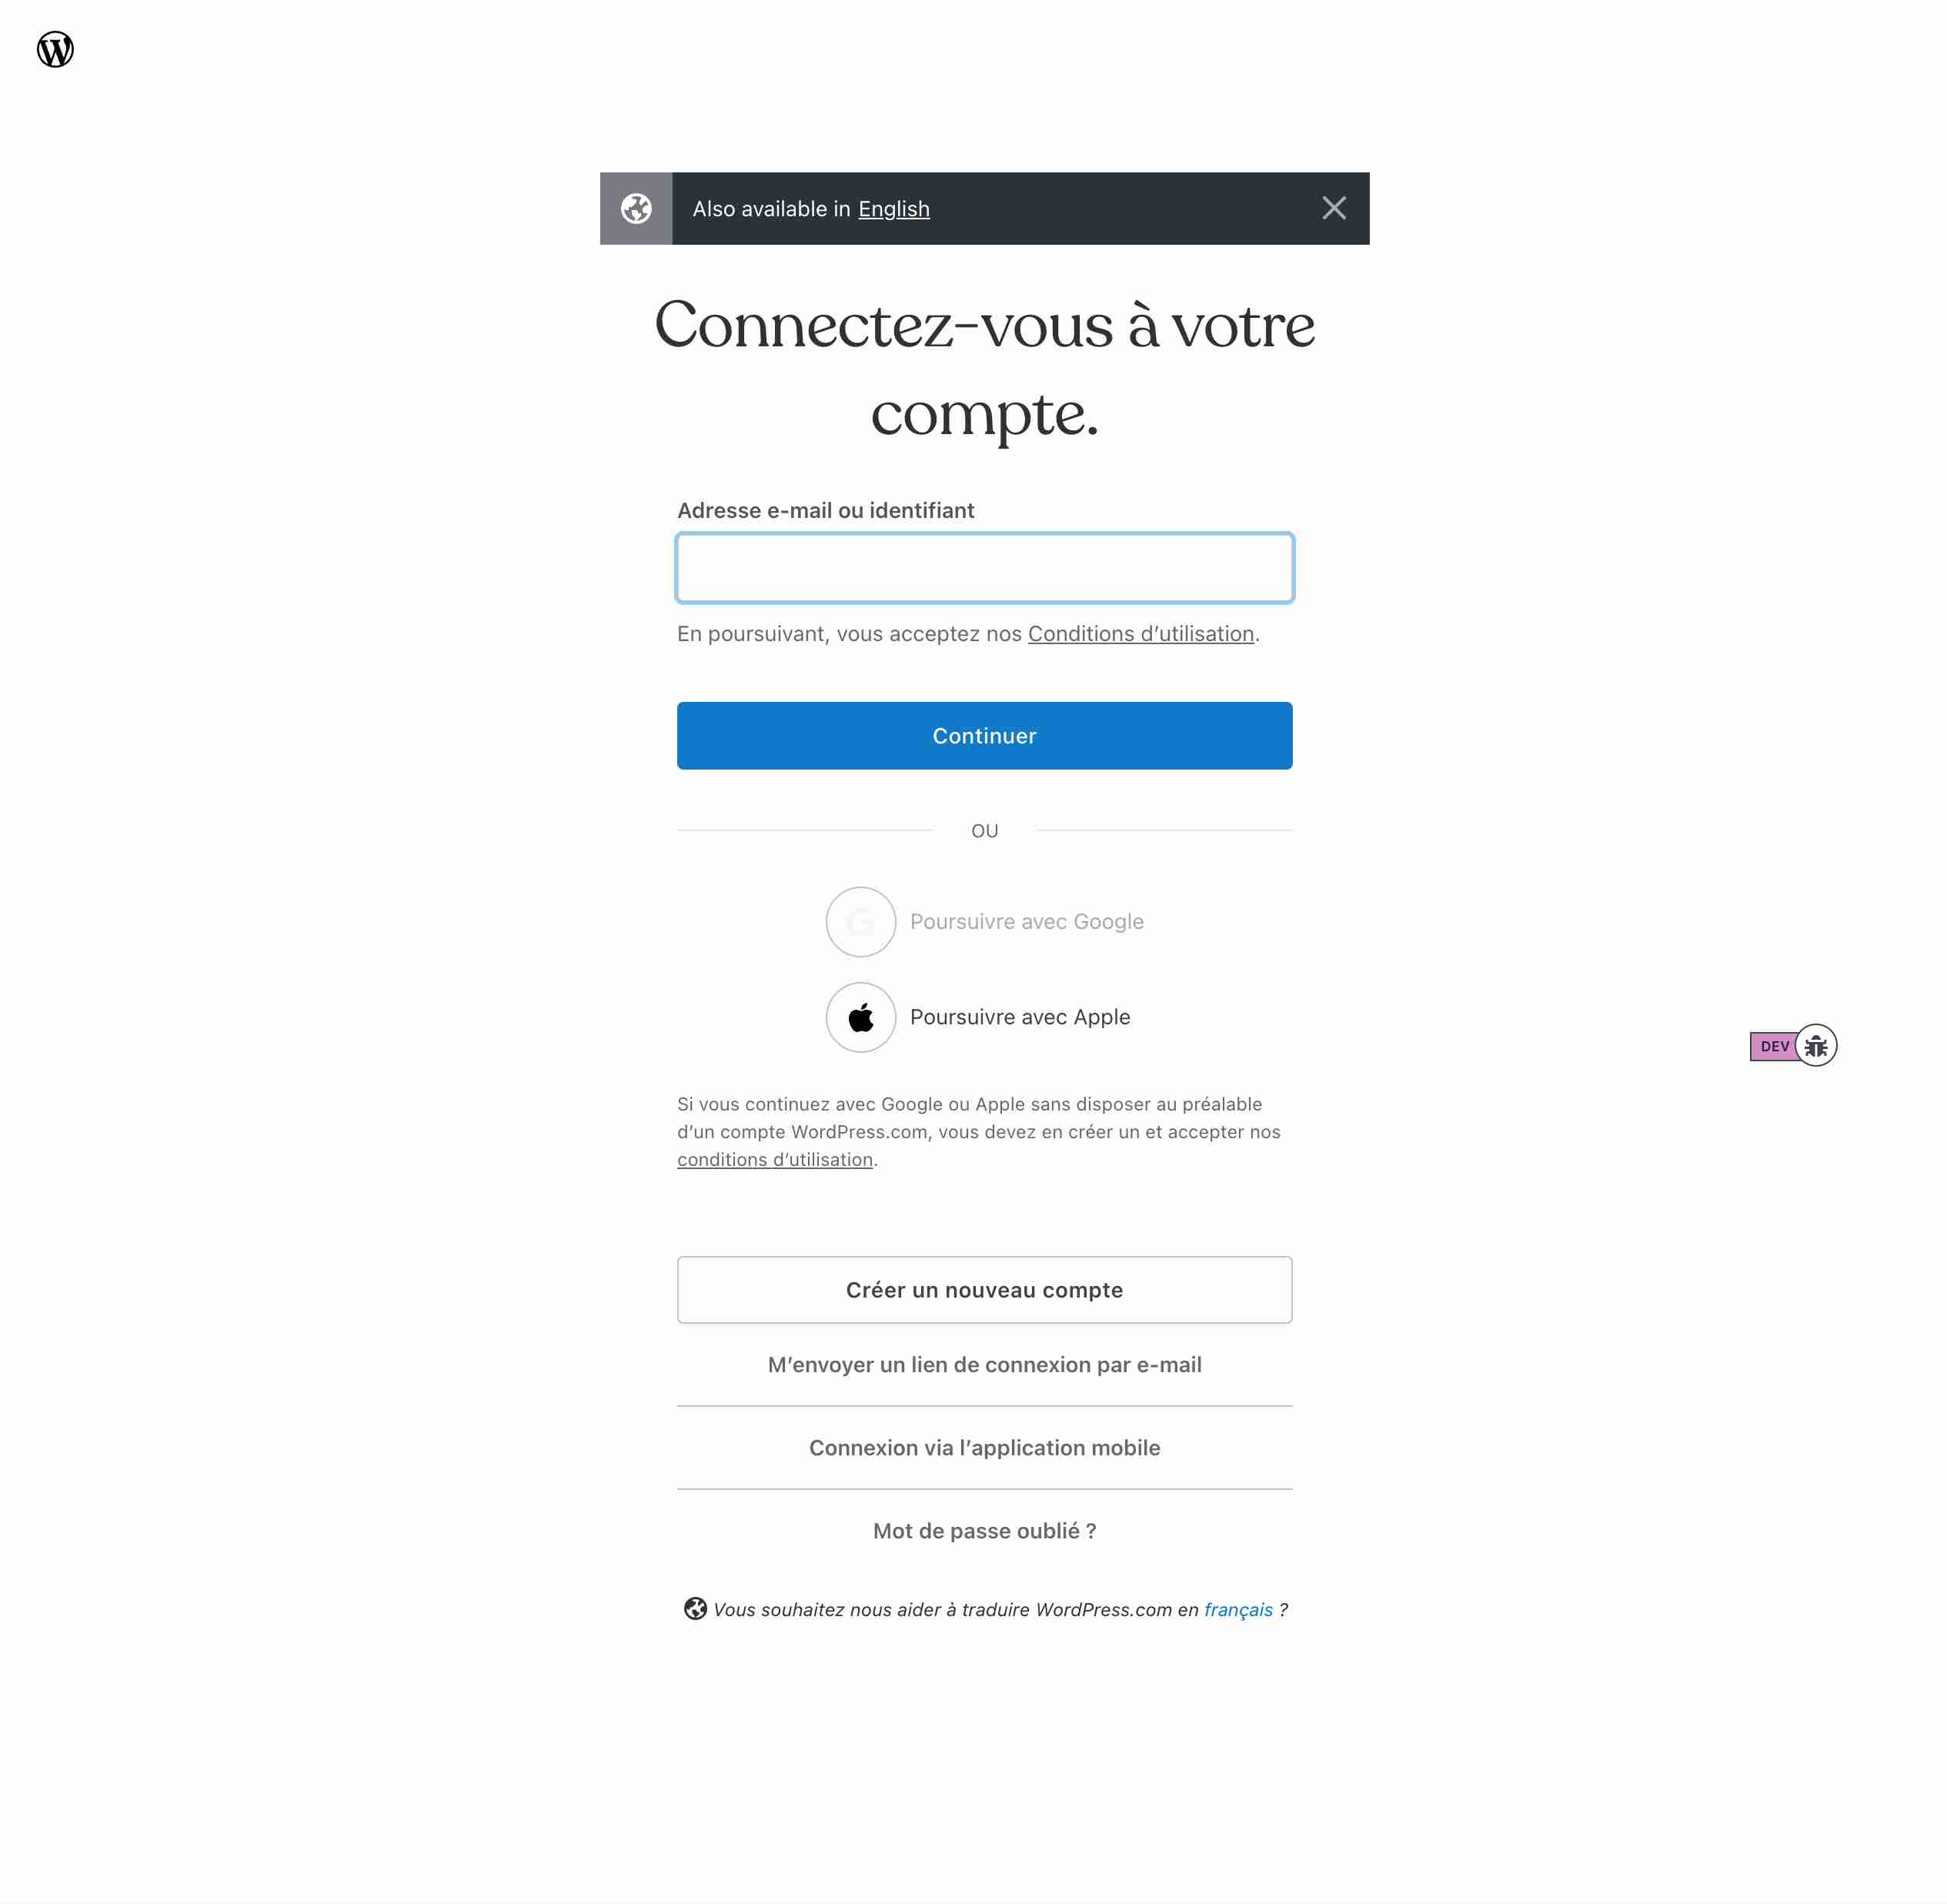 Also available in English
Connectez-vous à votre
compte.
Adresse e-mail ou identifiant
En poursuivant, vous acceptez nos Conditions d’utilisation.
Continuer
OU
Poursuivre avec Google
Poursuivre avec Apple
DEV
Si vous continuez avec Google ou Apple sans disposer au préalable
d’un compte WordPress.com, vous devez en créer un et accepter nos
conditions d’utilisation.
Créer un nouveau compte
M’envoyer un lien de connexion par e-mail
Connexion via l’application mobile
Mot de passe oublié ?
Vous souhaitez nous aider à traduire WordPress.com en français ?